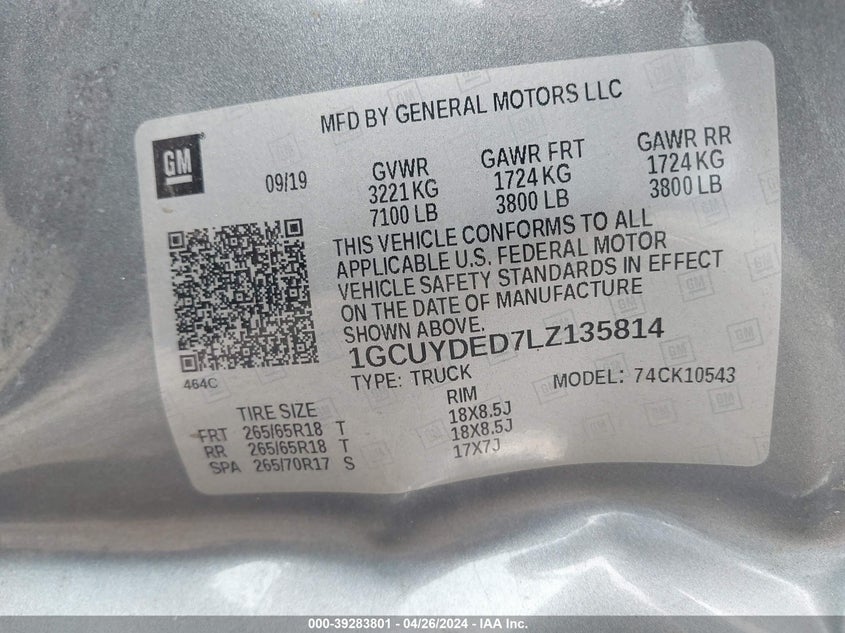 MFD BY GENERAL MOTORS LLC
GM
09/19
GVWR
3221 KG
7100 LB
GAWR FRT
1724 KG
3800 LB
GAWR RR
1724 KG
3800 LB
THIS VEHICLE CONFORMS TO ALL
APPLICABLE U.S. FEDERAL MOTOR
VEHICLE SAFETY STANDARDS IN EFFECT
ON THE DATE OF MANUFACTURE
SHOWN ABOVE.
1GCUYDED7LZ135814
464C
TYPE: TRUCK
MODEL: 74CK10543
TIRE SIZE RIM
FRT 265/65R18 T 18X8.5J
RR 265/65R18 T 18X8.5J
SPA 265/70R17 S 17X7J
000-39283801 - 04/26/2024 - IAA Inc.